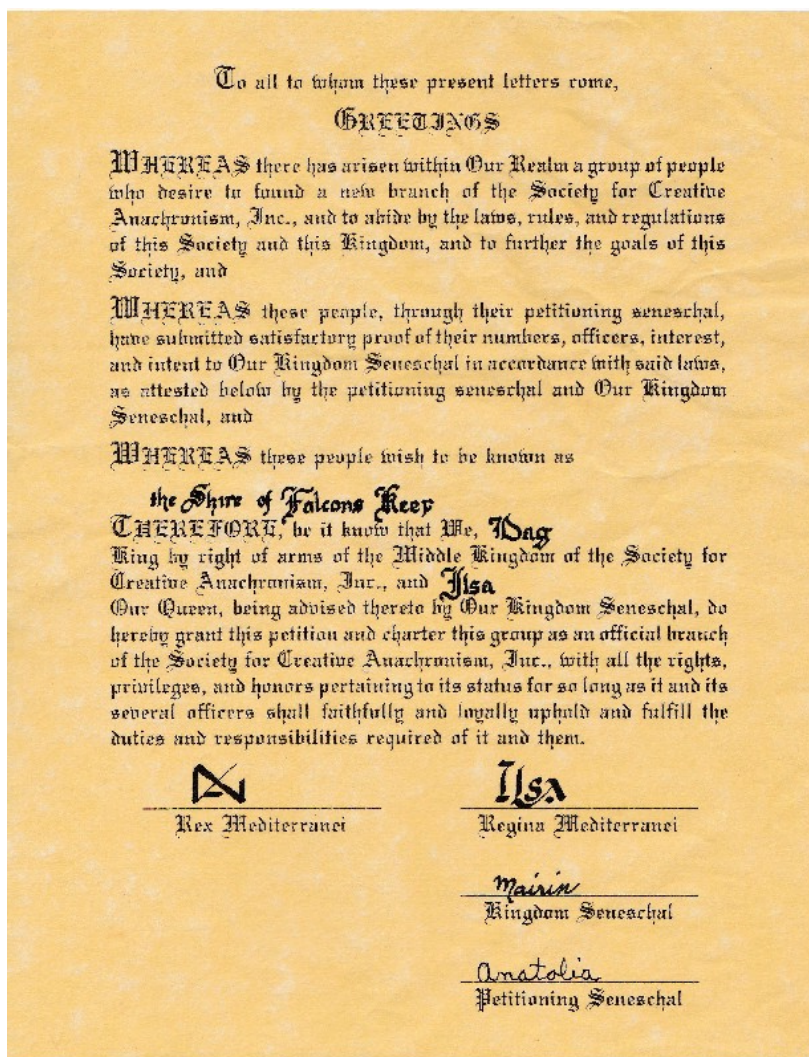 To all to whom these present letters come,
GREETINGS
WHEREAS there has arisen within Our Realm a group of people
who desire to found a new branch of the Society for Creative
Anachronism, Inc., and to abide by the laws, rules, and regulations
of this Society and this Kingdom, and to further the goals of this
Society, and
WHEREAS these people, through their petitioning seneschal,
have submitted satisfactory proof of their numbers, officers, interest,
and intent to Our Kingdom Seneschal in accordance with said laws,
as attested below by the petitioning seneschal and Our Kingdom
Seneschal, and
WHEREAS these people wish to be known as
the Shire of Falcons Keep
THEREFORE, be it know that We, Dag
King by right of arms of the Middle Kingdom of the Society for
Creative Anachronism, Inc., and Ilsa
Our Queen, being advised thereto by Our Kingdom Seneschal, do
hereby grant this petition and charter this group as an official branch
of the Society for Creative Anachronism, Inc., with all the rights,
privileges, and honors pertaining to its status for so long as it and its
several officers shall faithfully and loyally uphold and fulfill the
duties and responsibilities required of it and them.
Ilsa
Rex Mediterranei
Regina Mediterranei
Mairin
Kingdom Seneschal
Anatolia
Petitioning Seneschal